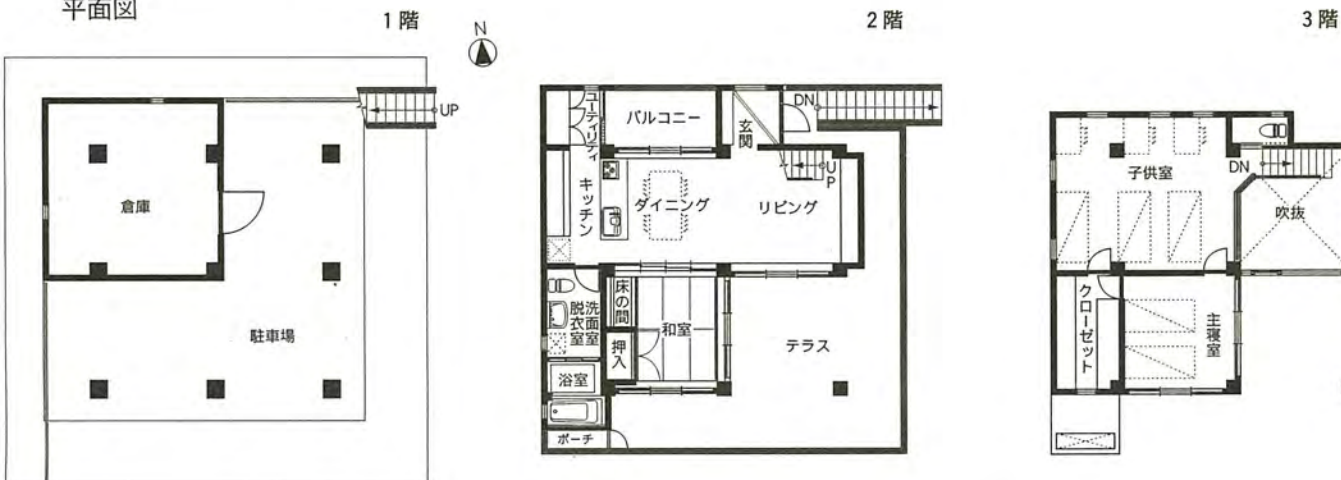 平面図
1階
N
UP
倉庫
駐車場
2階
ユーティリティ
バルコニー
玄関
DN
キッチン
ダイニング
リビング
UP
洗面室
脱衣室
床の間
押入
和室
テラス
浴室
ポーチ
3階
子供室
DN
吹抜
クローゼット
主寝室